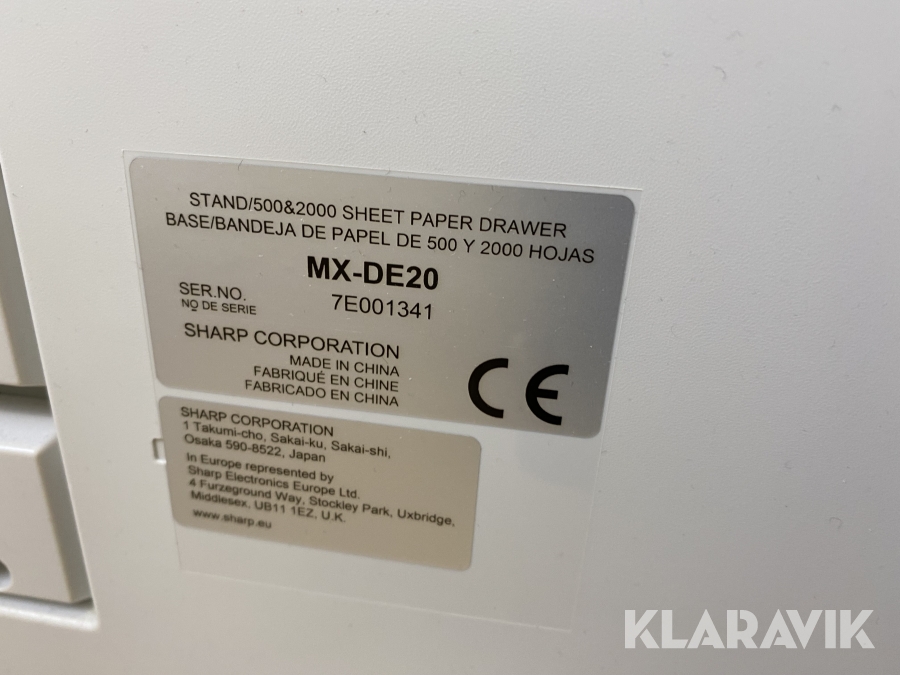 STAND/500&2000 SHEET PAPER DRAWER
BASE/BANDEJA DE PAPEL DE 500 Y 2000 HOJAS
MX-DE20
SER.NO. 7E001341
NO DE SERIE
SHARP CORPORATION
MADE IN CHINA
FABRIQUÉ EN CHINE
FABRICADO EN CHINA
CE
SHARP CORPORATION
1 Takumi-cho, Sakai-ku, Sakai-shi,
Osaka 590-8522, Japan
In Europe represented by
Sharp Electronics Europe Ltd.
4 Furzeground Way, Stockley Park, Uxbridge,
Middlesex, UB11 1EZ, U.K.
www.sharp.eu
KLARAVIK